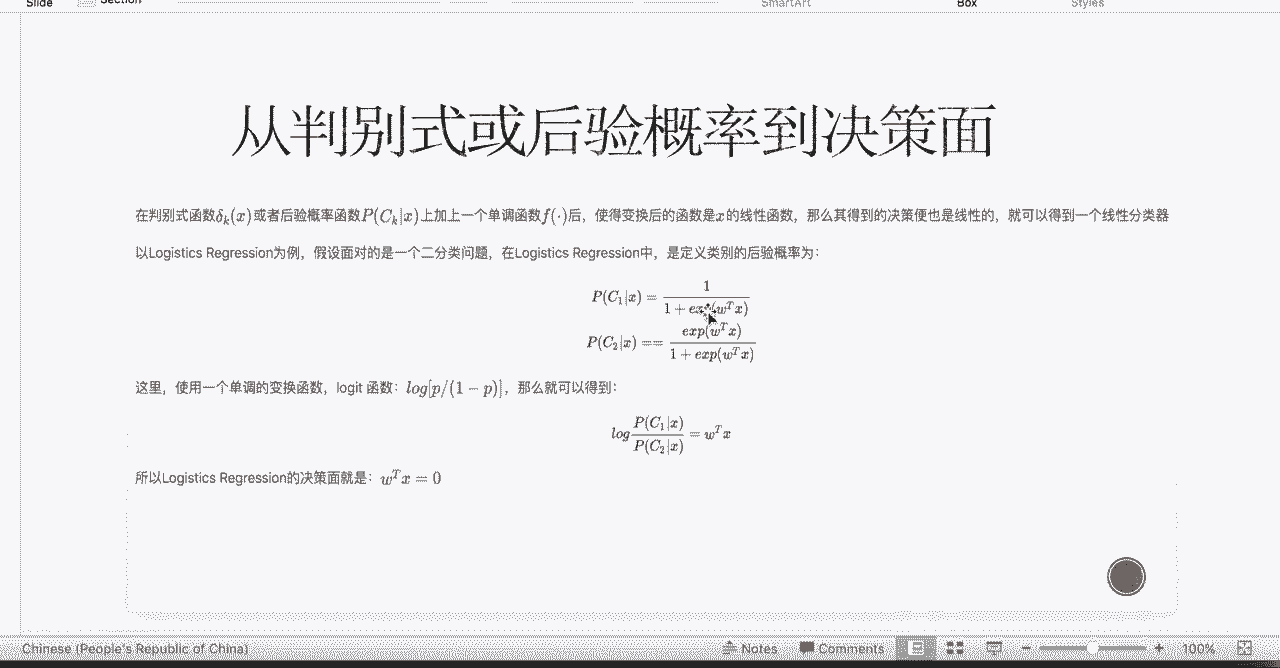 Slide Section SmartArt Box Styles
从判别式或后验概率到决策面
在判别式函数δ_k(x)或者后验概率函数P(C_k|x)上加上一个单调函数f(·)后，使得变换后的函数是x的线性函数，那么其得到的决策便也是线性的，就可以得到一个线性分类器
以Logistics Regression为例，假设面对的是一个二分类问题，在Logistics Regression中，是定义类别的后验概率为：
P(C_1|x) = 1 / (1 + exp(w^T x))
P(C_2|x) == exp(w^T x) / (1 + exp(w^T x))
这里，使用一个单调的变换函数，logit 函数：log[p/(1 − p)]，那么就可以得到：
log P(C_1|x) / P(C_2|x) = w^T x
所以Logistics Regression的决策面就是：w^T x = 0
Chinese (People's Republic of China) Notes Comments 100%